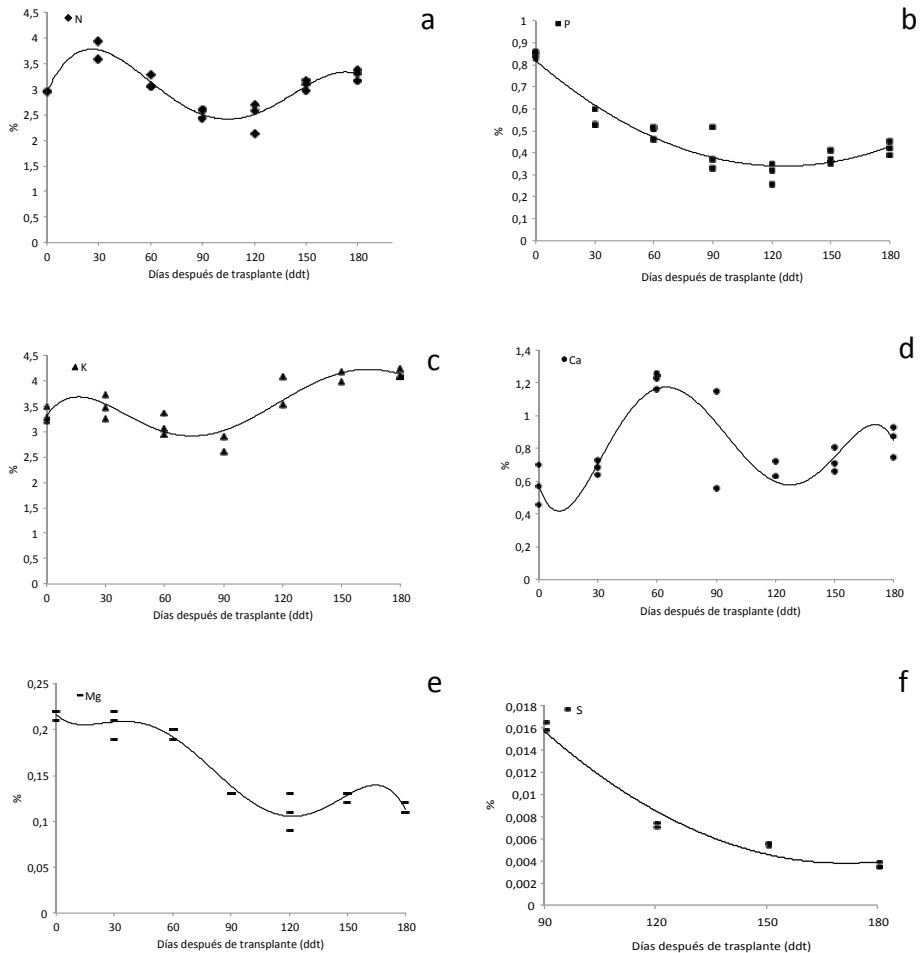 a
N
4,5
4
3,5
3
2,5
2
1,5
1
0,5
0
%
0 30 60 90 120 150 180
Días después de trasplante (ddt)
b
P
1
0,9
0,8
0,7
0,6
0,5
0,4
0,3
0,2
0,1
0
%
0 30 60 90 120 150 180
Días después de trasplante (ddt)
c
K
4,5
4
3,5
3
2,5
2
1,5
1
0,5
0
%
0 30 60 90 120 150 180
Días después de trasplante (ddt)
d
Ca
1,4
1,2
1
0,8
0,6
0,4
0,2
0
%
0 30 60 90 120 150 180
Días después de trasplante (ddt)
e
Mg
0,25
0,2
0,15
0,1
0,05
0
%
0 30 60 90 120 150 180
Días después de transplante (ddt)
f
S
0,018
0,016
0,014
0,012
0,01
0,008
0,006
0,004
0,002
0
%
90 120 150 180
Días después de transplante (ddt)